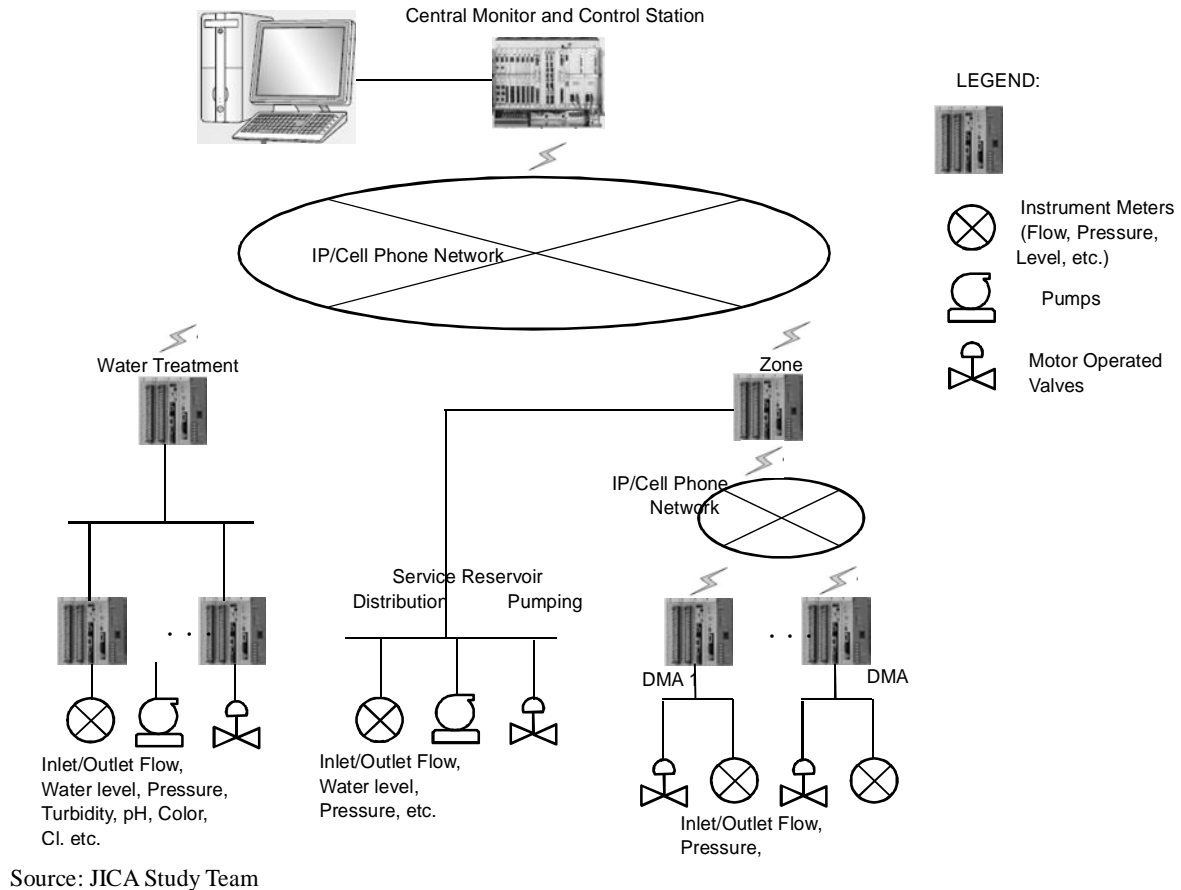 Central Monitor and Control Station
LEGEND:
Instrument Meters
(Flow, Pressure,
Level, etc.)
Pumps
Motor Operated
Valves
IP/Cell Phone Network
Water Treatment
Zone
IP/Cell Phone
Network
Service Reservoir
Distribution Pumping
. . .
. . .
DMA 1
DMA
Inlet/Outlet Flow,
Water level, Pressure,
Turbidity, pH, Color,
Cl. etc.
Inlet/Outlet Flow,
Water level,
Pressure, etc.
Inlet/Outlet Flow,
Pressure,
Source: JICA Study Team